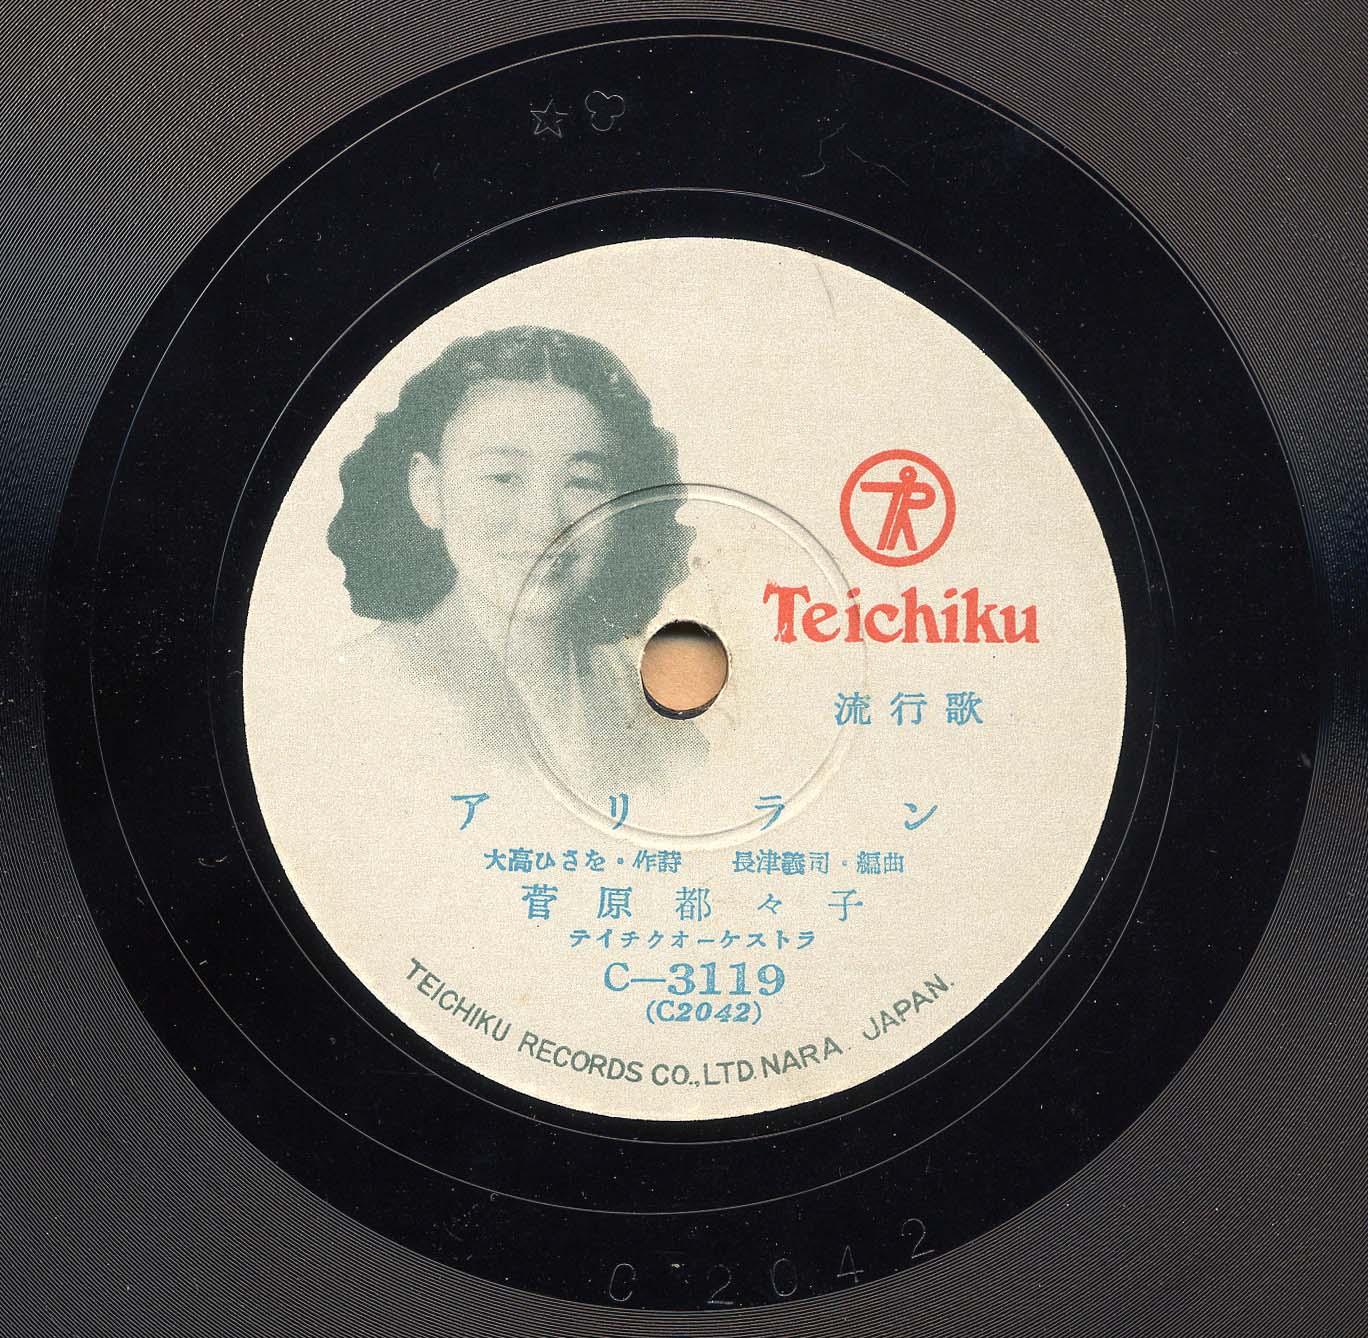 Teichiku
流行歌
アリラン
大高ひさを・作詩　長津義司・編曲
菅原都々子
テイチクオーケストラ
C—3119
(C2042)
TEICHIKU RECORDS CO.,LTD. NARA. JAPAN.
C 2042